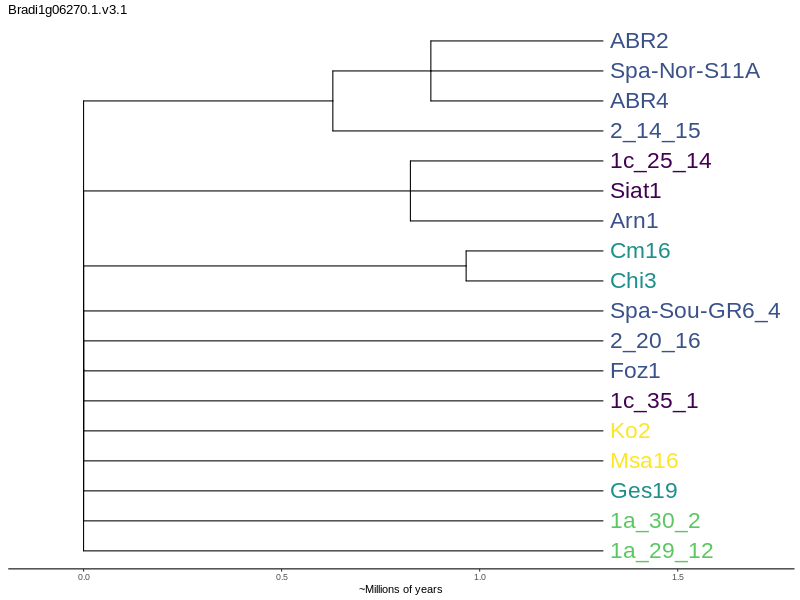 Bradi1g06270.1.v3.1
ABR2
Spa-Nor-S11A
ABR4
2_14_15
1c_25_14
Siat1
Arn1
Cm16
Chi3
Spa-Sou-GR6_4
2_20_16
Foz1
1c_35_1
Ko2
Msa16
Ges19
1a_30_2
1a_29_12
0.0 0.5 1.0 1.5
~Millions of years